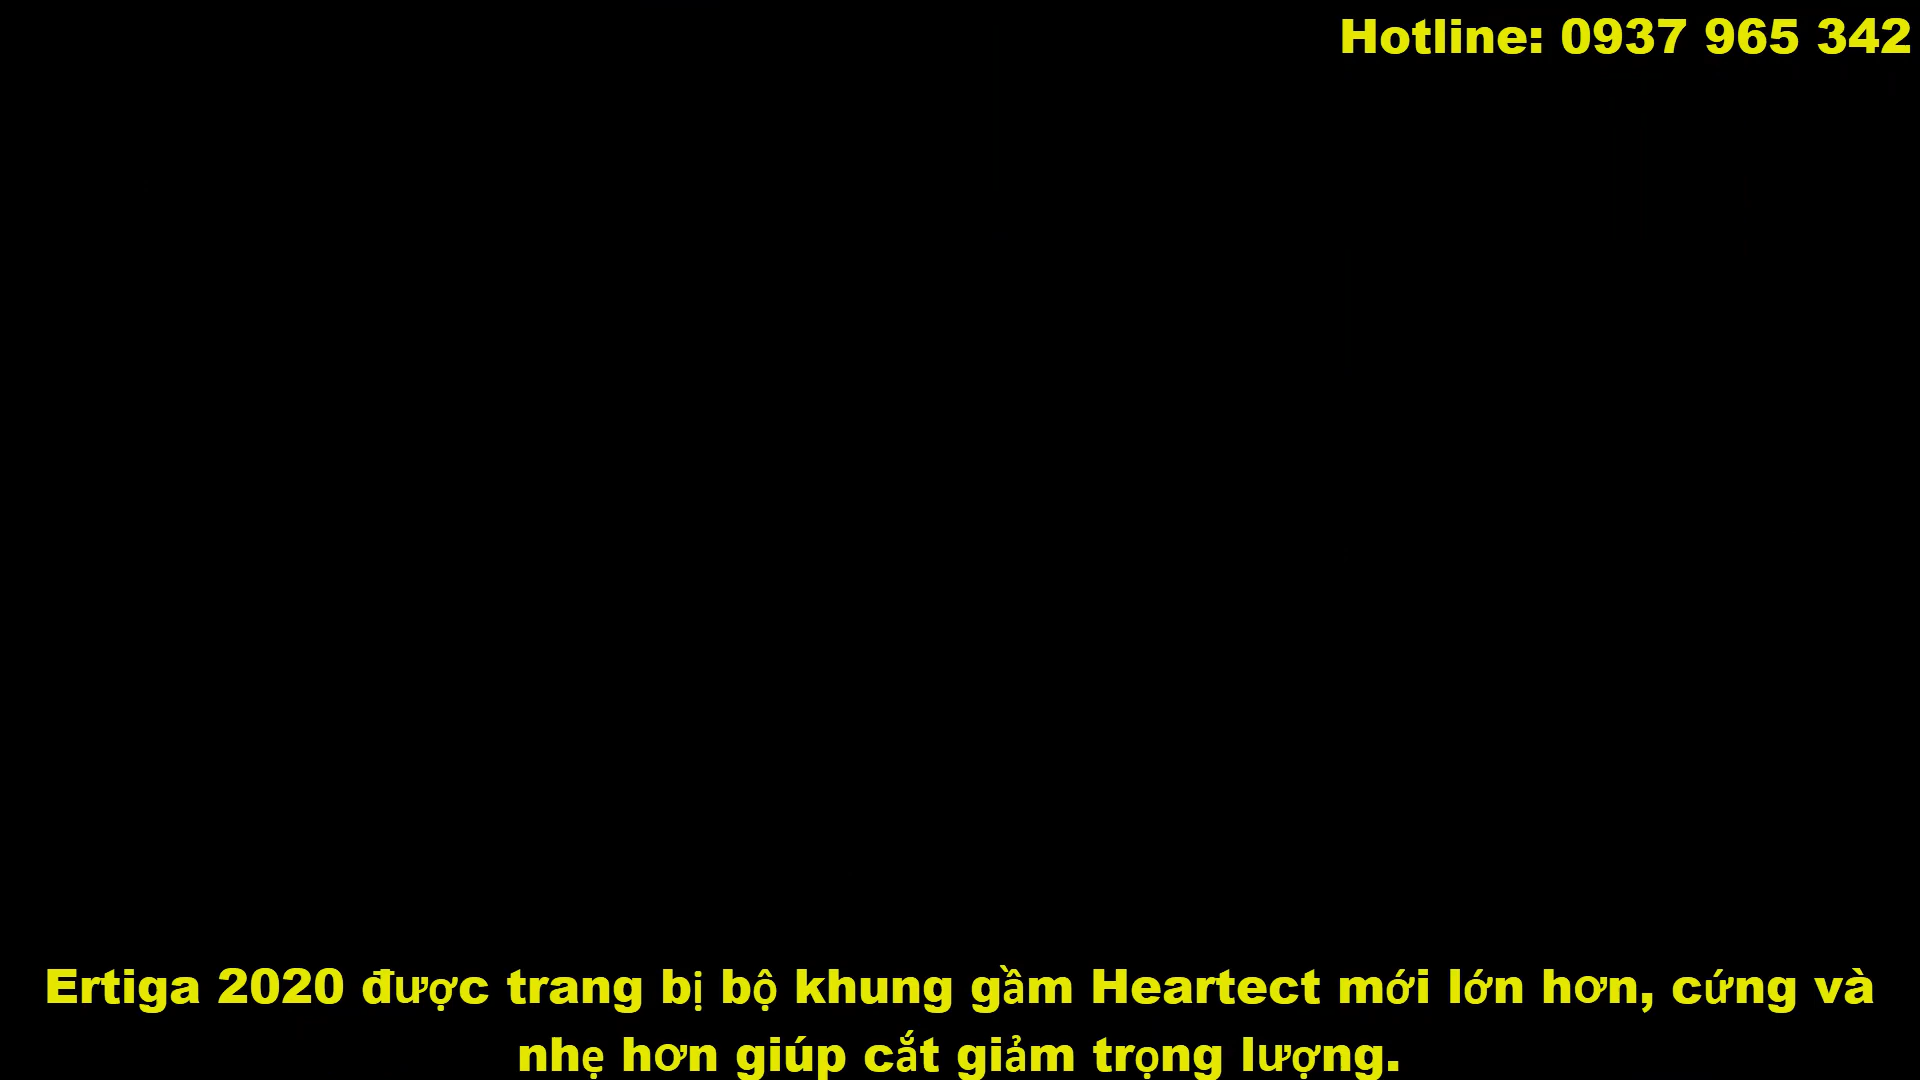 Hotline: 0937 965 342
Ertiga 2020 được trang bị bộ khung gầm Heartect mới lớn hơn, cứng và
nhẹ hơn giúp cắt giảm trọng lượng.